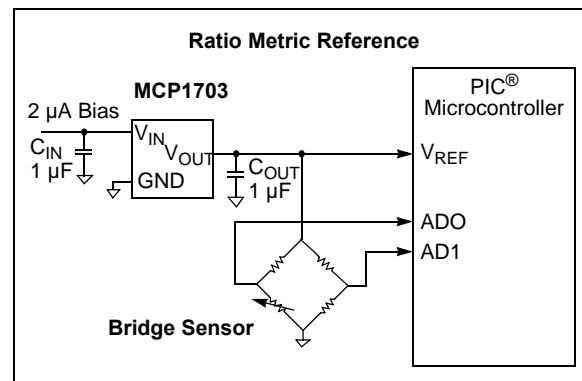 Ratio Metric Reference
MCP1703
PIC®
Microcontroller
2 µA Bias
VIN
VOUT
CIN
1 µF
GND
COUT
1 µF
VREF
ADO
AD1
Bridge Sensor